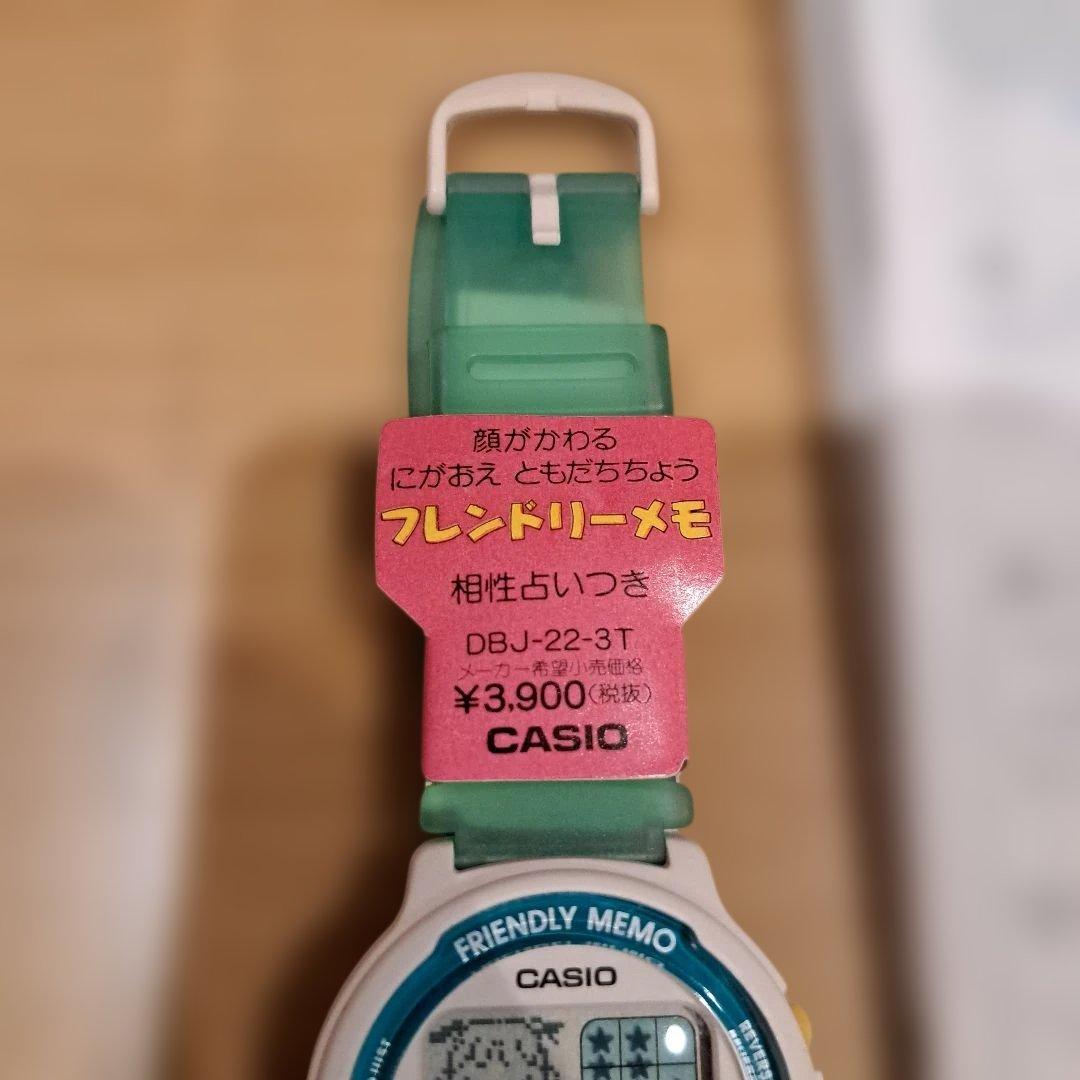 顔がかわる
にがおえ ともだちちょう
フレンドリーメモ
相性占いつき
DBJ-22-3T
メーカー希望小売価格
¥3,900(税抜)
CASIO
FRIENDLY MEMO
CASIO